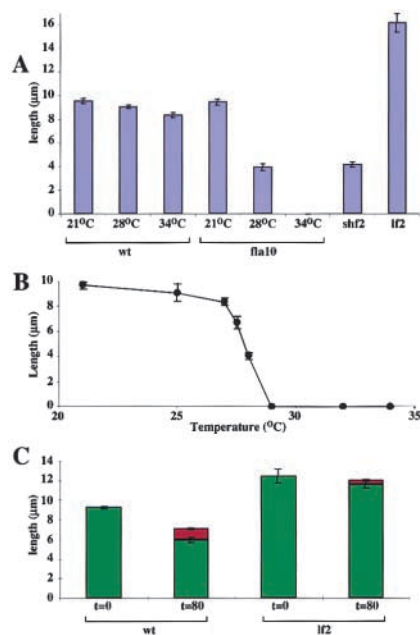 A
length (µm)
16
14
12
10
8
6
4
2
0
21°C 28°C 34°C 21°C 28°C 34°C shf2 lf2
wt fla10
B
Length (µm)
10
8
6
4
2
0
20 25 30 35
Temperature (°C)
C
length (µm)
14
12
10
8
6
4
2
0
t=0 t=80 t=0 t=80
wt lf2